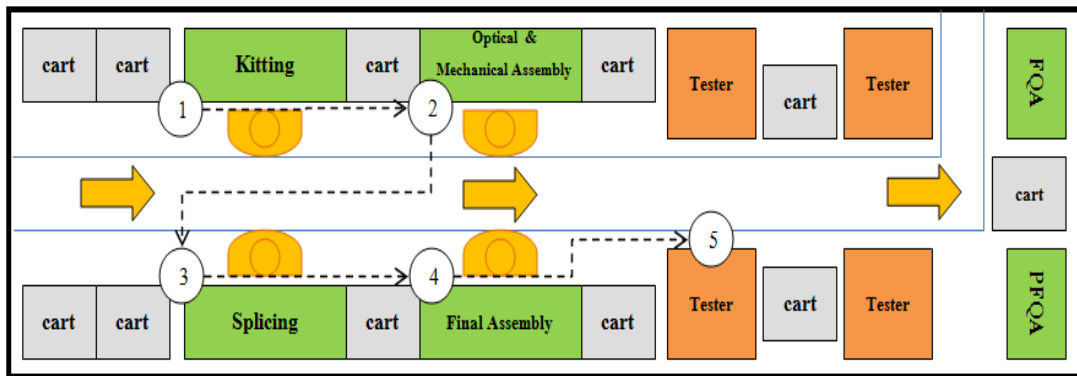 cart
cart
Kitting
cart
Optical &
Mechanical Assembly
cart
Tester
cart
Tester
FQA
1
2
cart
3
4
5
cart
cart
Splicing
cart
Final Assembly
cart
Tester
cart
Tester
PFQA